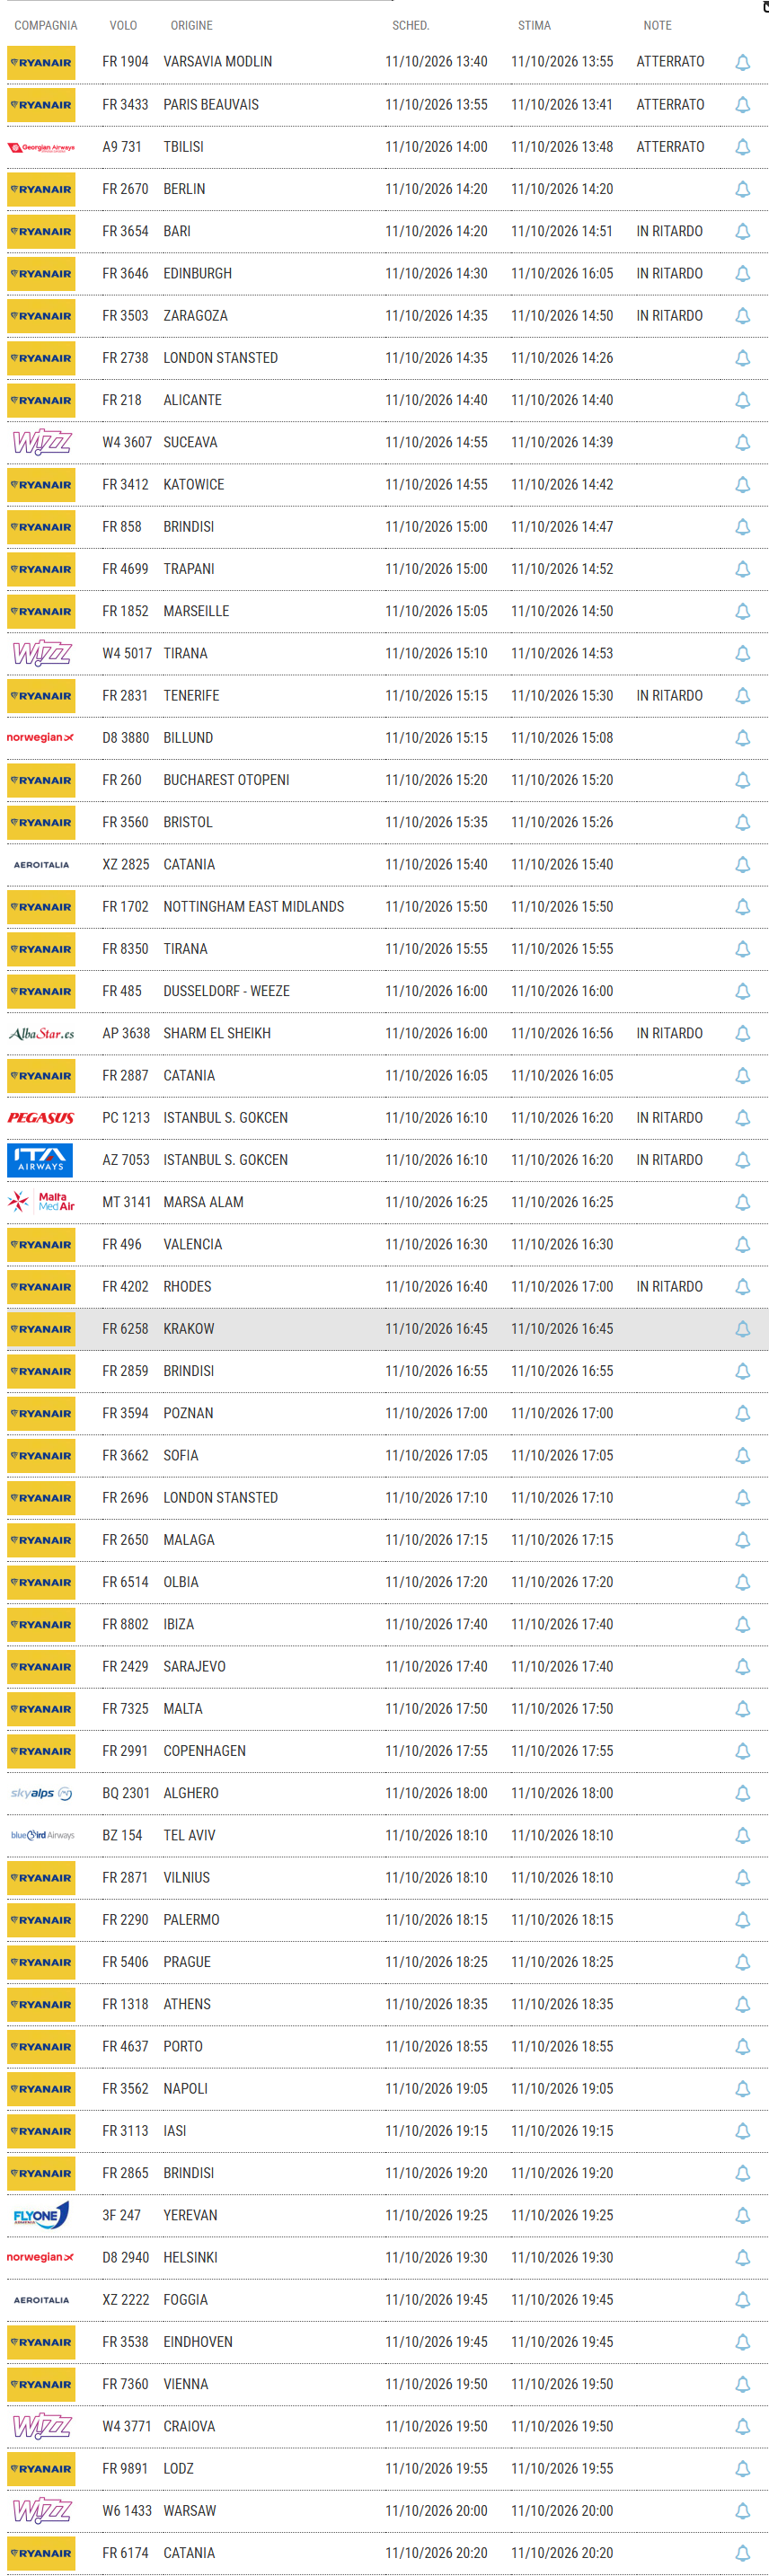 COMPAGNIA VOLO ORIGINE SCHED. STIMA NOTE
RYANAIR FR 1904 VARSAVIA MODLIN 11/10/2026 13:40 11/10/2026 13:55 ATTERRATO
RYANAIR FR 3433 PARIS BEAUVAIS 11/10/2026 13:55 11/10/2026 13:41 ATTERRATO
Georgian Airways A9 731 TBILISI 11/10/2026 14:00 11/10/2026 13:48 ATTERRATO
RYANAIR FR 2670 BERLIN 11/10/2026 14:20 11/10/2026 14:20
RYANAIR FR 3654 BARI 11/10/2026 14:20 11/10/2026 14:51 IN RITARDO
RYANAIR FR 3646 EDINBURGH 11/10/2026 14:30 11/10/2026 16:05 IN RITARDO
RYANAIR FR 3503 ZARAGOZA 11/10/2026 14:35 11/10/2026 14:50 IN RITARDO
RYANAIR FR 2738 LONDON STANSTED 11/10/2026 14:35 11/10/2026 14:26
RYANAIR FR 218 ALICANTE 11/10/2026 14:40 11/10/2026 14:40
WIZZ W4 3607 SUCEAVA 11/10/2026 14:55 11/10/2026 14:39
RYANAIR FR 3412 KATOWICE 11/10/2026 14:55 11/10/2026 14:42
RYANAIR FR 858 BRINDISI 11/10/2026 15:00 11/10/2026 14:47
RYANAIR FR 4699 TRAPANI 11/10/2026 15:00 11/10/2026 14:52
RYANAIR FR 1852 MARSEILLE 11/10/2026 15:05 11/10/2026 14:50
WIZZ W4 5017 TIRANA 11/10/2026 15:10 11/10/2026 14:53
RYANAIR FR 2831 TENERIFE 11/10/2026 15:15 11/10/2026 15:30 IN RITARDO
norwegian D8 3880 BILLUND 11/10/2026 15:15 11/10/2026 15:08
RYANAIR FR 260 BUCHAREST OTOPENI 11/10/2026 15:20 11/10/2026 15:20
RYANAIR FR 3560 BRISTOL 11/10/2026 15:35 11/10/2026 15:26
AEROITALIA XZ 2825 CATANIA 11/10/2026 15:40 11/10/2026 15:40
RYANAIR FR 1702 NOTTINGHAM EAST MIDLANDS 11/10/2026 15:50 11/10/2026 15:50
RYANAIR FR 8350 TIRANA 11/10/2026 15:55 11/10/2026 15:55
RYANAIR FR 485 DUSSELDORF - WEEZE 11/10/2026 16:00 11/10/2026 16:00
AlbaStar.es AP 3638 SHARM EL SHEIKH 11/10/2026 16:00 11/10/2026 16:56 IN RITARDO
RYANAIR FR 2887 CATANIA 11/10/2026 16:05 11/10/2026 16:05
PEGASUS PC 1213 ISTANBUL S. GOKCEN 11/10/2026 16:10 11/10/2026 16:20 IN RITARDO
ITA AIRWAYS AZ 7053 ISTANBUL S. GOKCEN 11/10/2026 16:10 11/10/2026 16:20 IN RITARDO
Malta MedAir MT 3141 MARSA ALAM 11/10/2026 16:25 11/10/2026 16:25
RYANAIR FR 496 VALENCIA 11/10/2026 16:30 11/10/2026 16:30
RYANAIR FR 4202 RHODES 11/10/2026 16:40 11/10/2026 17:00 IN RITARDO
RYANAIR FR 6258 KRAKOW 11/10/2026 16:45 11/10/2026 16:45
RYANAIR FR 2859 BRINDISI 11/10/2026 16:55 11/10/2026 16:55
RYANAIR FR 3594 POZNAN 11/10/2026 17:00 11/10/2026 17:00
RYANAIR FR 3662 SOFIA 11/10/2026 17:05 11/10/2026 17:05
RYANAIR FR 2696 LONDON STANSTED 11/10/2026 17:10 11/10/2026 17:10
RYANAIR FR 2650 MALAGA 11/10/2026 17:15 11/10/2026 17:15
RYANAIR FR 6514 OLBIA 11/10/2026 17:20 11/10/2026 17:20
RYANAIR FR 8802 IBIZA 11/10/2026 17:40 11/10/2026 17:40
RYANAIR FR 2429 SARAJEVO 11/10/2026 17:40 11/10/2026 17:40
RYANAIR FR 7325 MALTA 11/10/2026 17:50 11/10/2026 17:50
RYANAIR FR 2991 COPENHAGEN 11/10/2026 17:55 11/10/2026 17:55
skyalps BQ 2301 ALGHERO 11/10/2026 18:00 11/10/2026 18:00
blueBird Airways BZ 154 TEL AVIV 11/10/2026 18:10 11/10/2026 18:10
RYANAIR FR 2871 VILNIUS 11/10/2026 18:10 11/10/2026 18:10
RYANAIR FR 2290 PALERMO 11/10/2026 18:15 11/10/2026 18:15
RYANAIR FR 5406 PRAGUE 11/10/2026 18:25 11/10/2026 18:25
RYANAIR FR 1318 ATHENS 11/10/2026 18:35 11/10/2026 18:35
RYANAIR FR 4637 PORTO 11/10/2026 18:55 11/10/2026 18:55
RYANAIR FR 3562 NAPOLI 11/10/2026 19:05 11/10/2026 19:05
RYANAIR FR 3113 IASI 11/10/2026 19:15 11/10/2026 19:15
RYANAIR FR 2865 BRINDISI 11/10/2026 19:20 11/10/2026 19:20
FLYONE 3F 247 YEREVAN 11/10/2026 19:25 11/10/2026 19:25
norwegian D8 2940 HELSINKI 11/10/2026 19:30 11/10/2026 19:30
AEROITALIA XZ 2222 FOGGIA 11/10/2026 19:45 11/10/2026 19:45
RYANAIR FR 3538 EINDHOVEN 11/10/2026 19:45 11/10/2026 19:45
RYANAIR FR 7360 VIENNA 11/10/2026 19:50 11/10/2026 19:50
WIZZ W4 3771 CRAIOVA 11/10/2026 19:50 11/10/2026 19:50
RYANAIR FR 9891 LODZ 11/10/2026 19:55 11/10/2026 19:55
WIZZ W6 1433 WARSAW 11/10/2026 20:00 11/10/2026 20:00
RYANAIR FR 6174 CATANIA 11/10/2026 20:20 11/10/2026 20:20